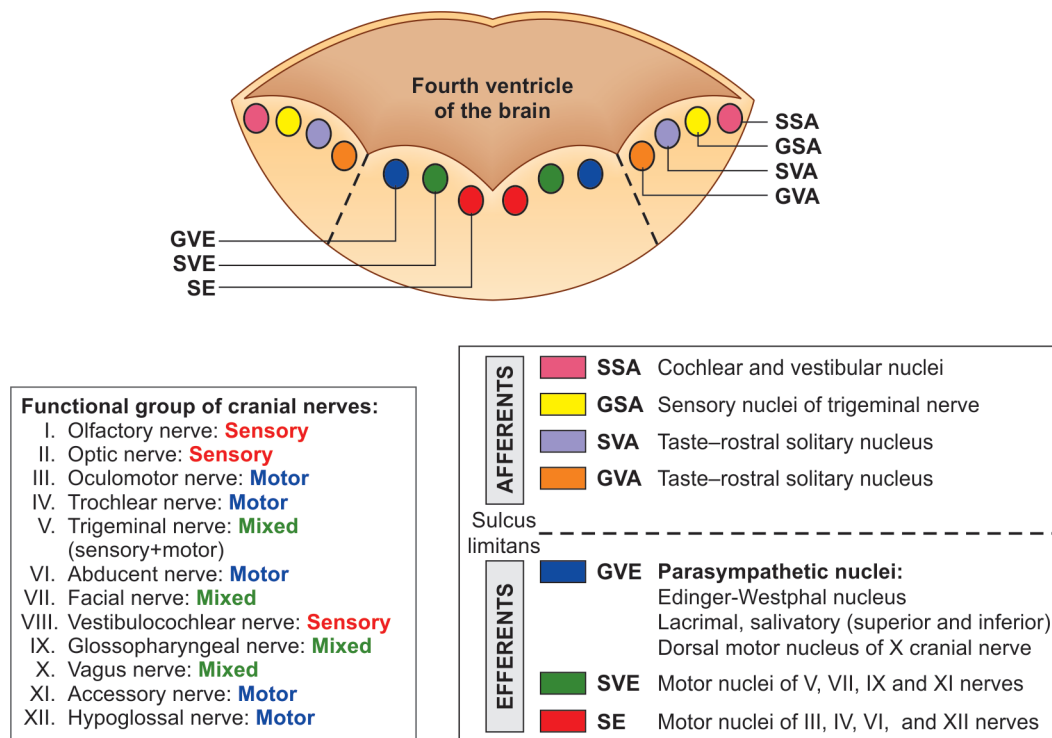 Fourth ventricle
of the brain
SSA
GSA
SVA
GVA
GVE
SVE
SE
Functional group of cranial nerves:
I. Olfactory nerve: Sensory
II. Optic nerve: Sensory
III. Oculomotor nerve: Motor
IV. Trochlear nerve: Motor
V. Trigeminal nerve: Mixed
(sensory+motor)
VI. Abducent nerve: Motor
VII. Facial nerve: Mixed
VIII. Vestibulocochlear nerve: Sensory
IX. Glossopharyngeal nerve: Mixed
X. Vagus nerve: Mixed
XI. Accessory nerve: Motor
XII. Hypoglossal nerve: Motor
AFFERENTS
SSA Cochlear and vestibular nuclei
GSA Sensory nuclei of trigeminal nerve
SVA Taste–rostral solitary nucleus
GVA Taste–rostral solitary nucleus
Sulcus
limitans
EFFERENTS
GVE Parasympathetic nuclei:
Edinger-Westphal nucleus
Lacrimal, salivatory (superior and inferior)
Dorsal motor nucleus of X cranial nerve
SVE Motor nuclei of V, VII, IX and XI nerves
SE Motor nuclei of III, IV, VI, and XII nerves